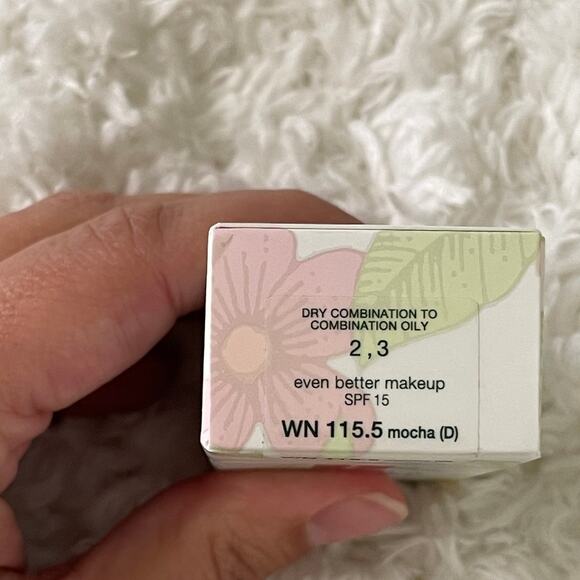 DRY COMBINATION TO
COMBINATION OILY
2 , 3
even better makeup
SPF 15
WN 115.5 mocha (D)